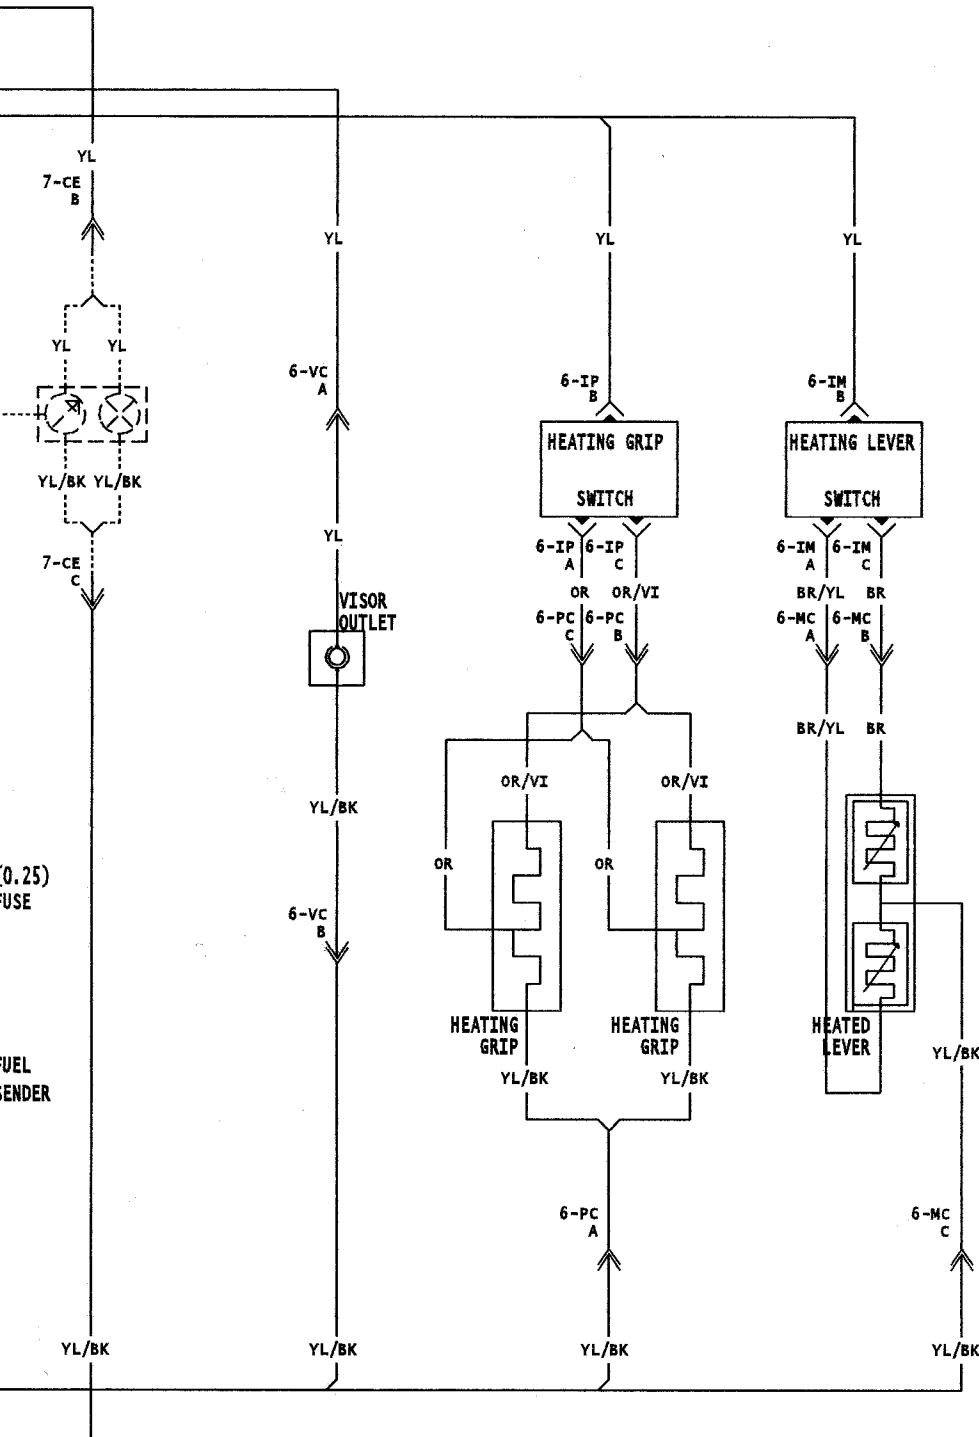 YL
7-CE
B
YL
YL
YL
YL YL
6-VC
A
6-IP
B
6-IM
B
HEATING GRIP
SWITCH
HEATING LEVER
SWITCH
YL/BK YL/BK
YL
7-CE
C
6-IP 6-IP
A C
6-IM 6-IM
A C
OR OR/VI
BR/YL BR
VISOR
OUTLET
6-PC 6-PC
C B
6-MC 6-MC
A B
BR/YL BR
OR/VI
OR/VI
YL/BK
OR
OR
(0.25)
FUSE
6-VC
B
HEATING
GRIP
HEATING
GRIP
HEATED
LEVER
YL/BK
FUEL
SENDER
YL/BK
YL/BK
6-PC
A
6-MC
C
YL/BK
YL/BK
YL/BK
YL/BK